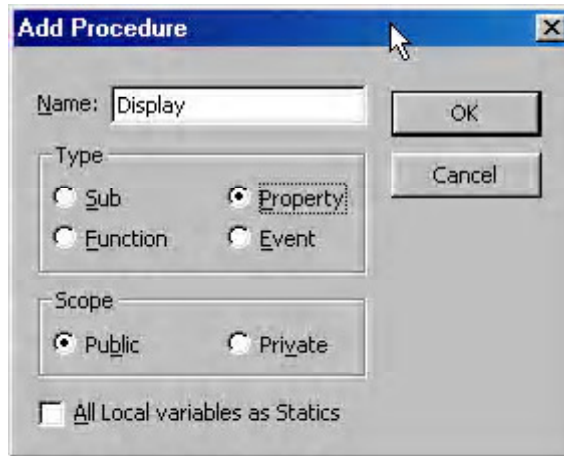 Add Procedure
Name: Display
OK
Type
Cancel
Sub
Property
Function
Event
Scope
Public
Private
All Local variables as Statics